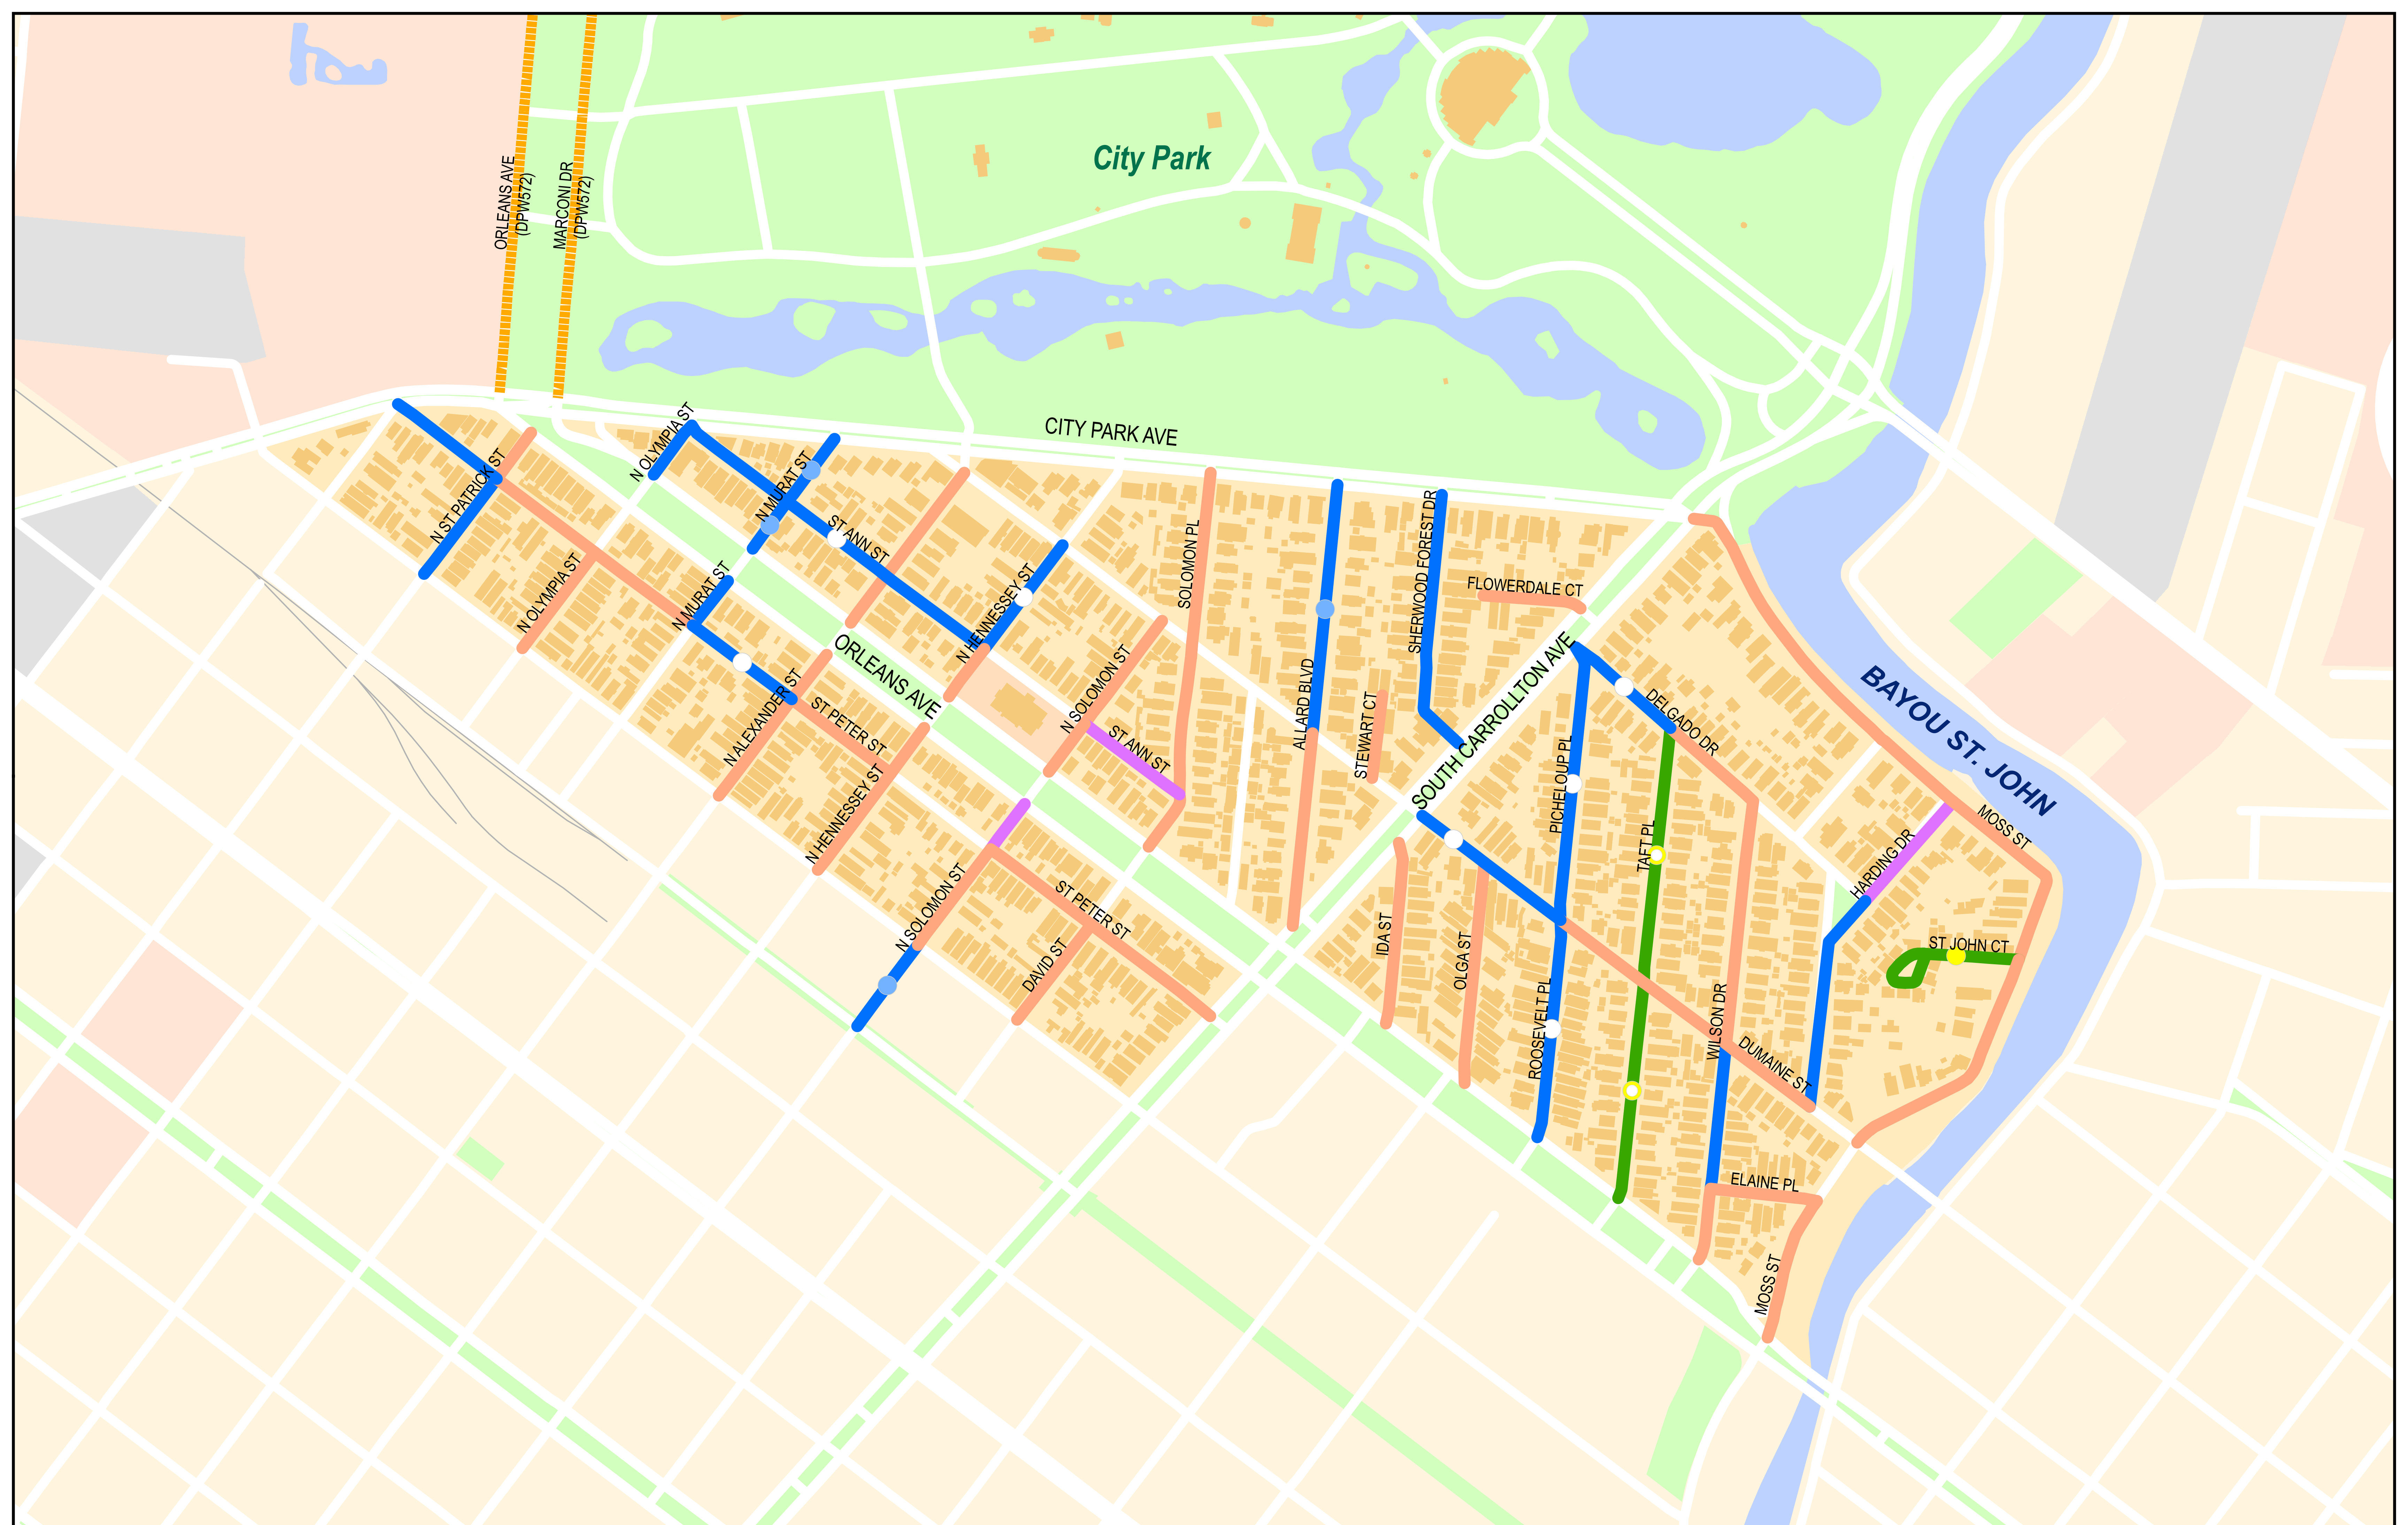 City Park
ORLEANS AVE
(DPW572)
MARCONI DR
(DPW572)
CITY PARK AVE
N OLYMPIA ST
N ST PATRICK ST
N MURAT ST
ST ANN ST
N OLYMPIA ST
N MURAT ST
N HENNESSEY ST
SOLOMON PL
SHERWOOD FOREST DR
FLOWERDALE CT
ORLEANS AVE
N ALEXANDER ST
ST PETER ST
N SOLOMON ST
ST ANN ST
ALLARD BLVD
STEWART CT
SOUTH CARROLLTON AVE
DELGADO DR
BAYOU ST. JOHN
N HENNESSEY ST
PICHELOUP PL
TAFT PL
MOSS ST
HARDING DR
N SOLOMON ST
ST PETER ST
DAVID ST
IDA ST
OLGA ST
ST JOHN CT
ROOSEVELT PL
WILSON DR
DUMAINE ST
ELAINE PL
MOSS ST